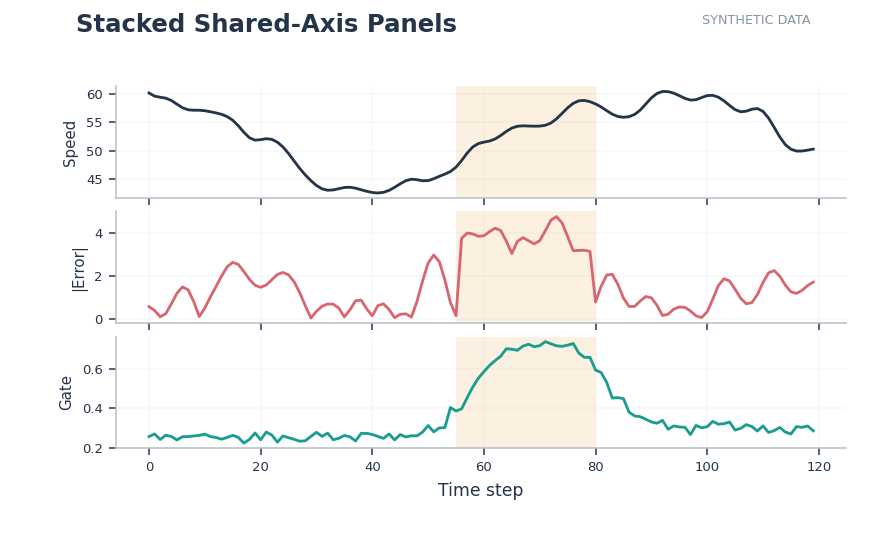 Stacked Shared-Axis Panels
SYNTHETIC DATA
Speed
60
55
50
45
|Error|
4
2
0
Gate
0.6
0.4
0.2
0 20 40 60 80 100 120
Time step